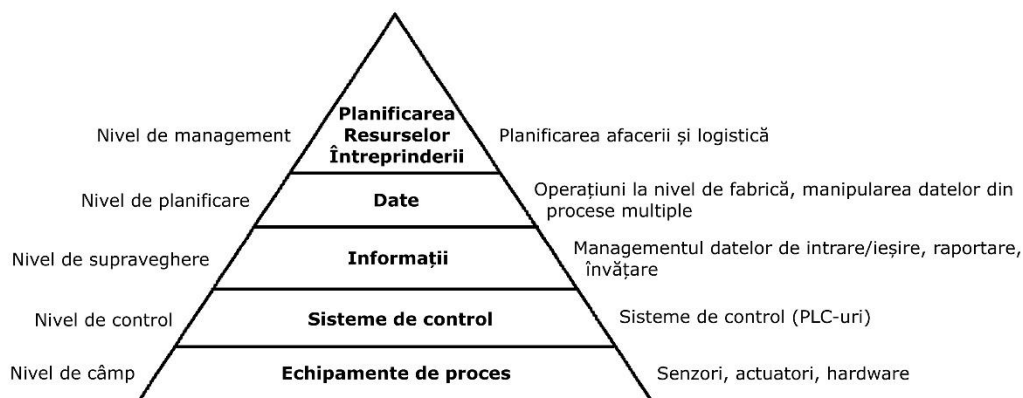 Nivel de management
Planificarea
Resurselor
Întreprinderii
Planificarea afacerii și logistică
Nivel de planificare
Date
Operațiuni la nivel de fabrică, manipularea datelor din
procese multiple
Nivel de supraveghere
Informații
Managementul datelor de intrare/ieșire, raportare,
învățare
Nivel de control
Sisteme de control
Sisteme de control (PLC-uri)
Nivel de câmp
Echipamente de proces
Senzori, actuatori, hardware